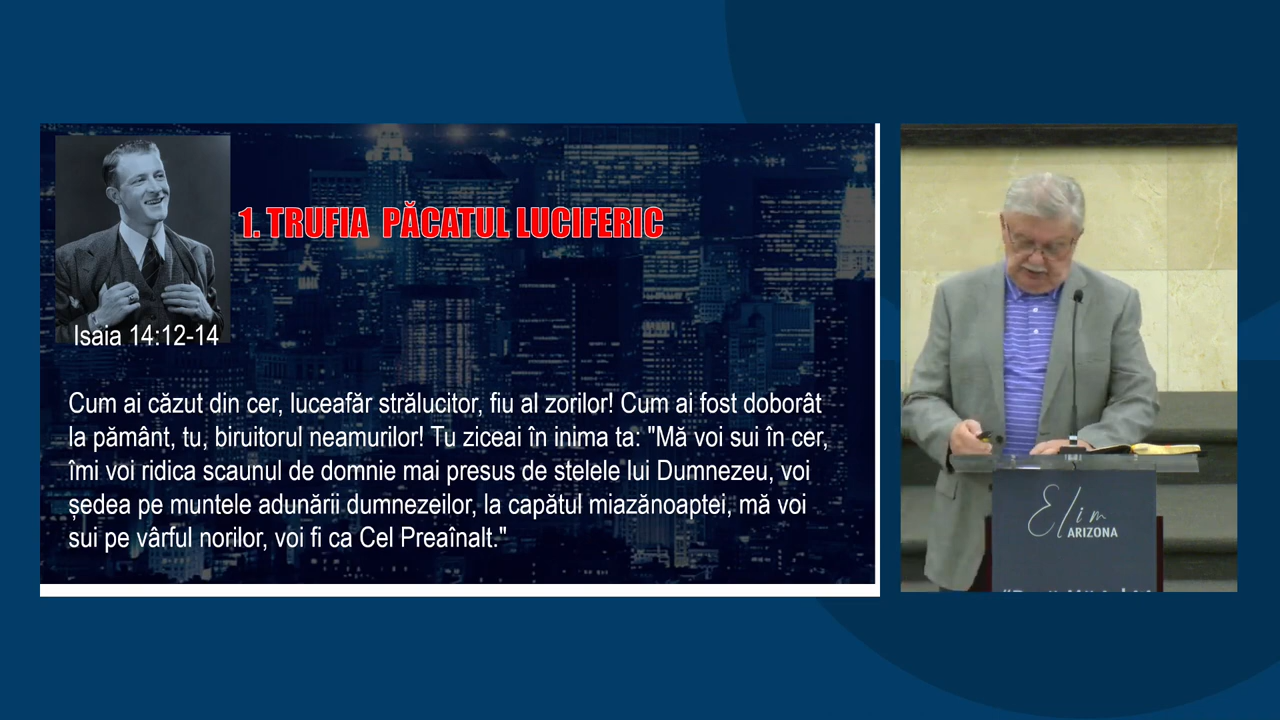 1. TRUFIA PĂCATUL LUCIFERIC
Isaia 14:12-14
Cum ai căzut din cer, luceafăr strălucitor, fiu al zorilor! Cum ai fost doborât
la pământ, tu, biruitorul neamurilor! Tu ziceai în inima ta: "Mă voi sui în cer,
îmi voi ridica scaunul de domnie mai presus de stelele lui Dumnezeu, voi
ședea pe muntele adunării dumnezeilor, la capătul miazănoaptei, mă voi
sui pe vârful norilor, voi fi ca Cel Preaînalt."
Elim
ARIZONA